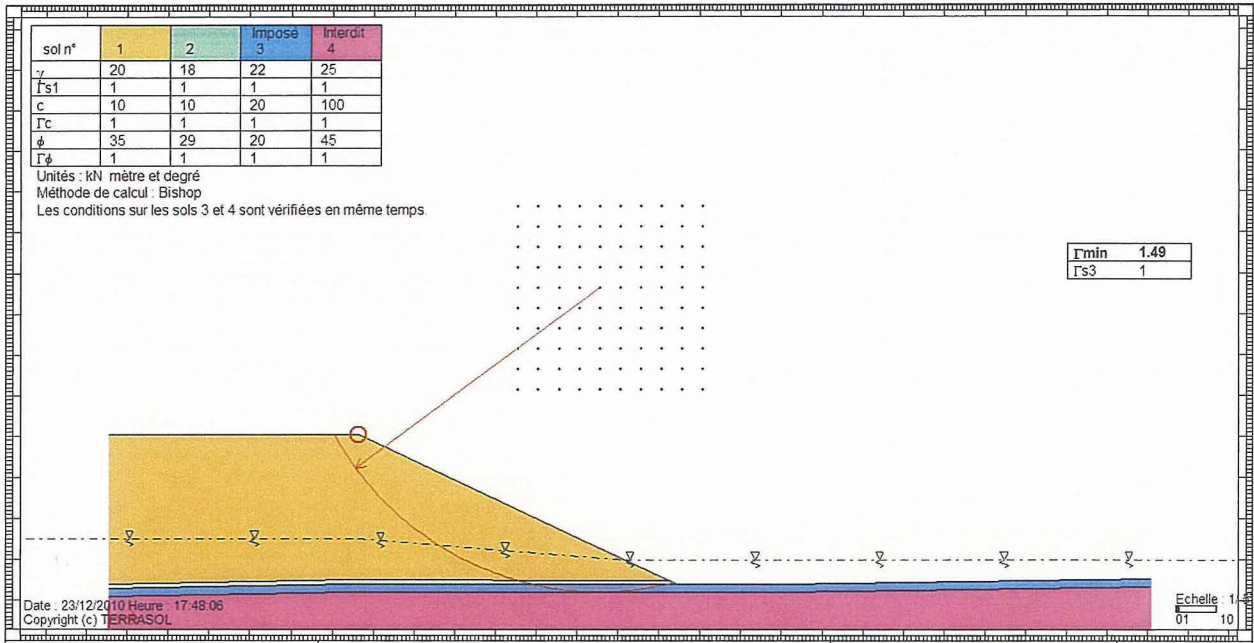 Imposé Interdit
sol n° 1 2 3 4
γ 20 18 22 25
Γs1 1 1 1 1
c 10 10 20 100
Γc 1 1 1 1
ϕ 35 29 20 45
Γϕ 1 1 1 1
Unités : kN mètre et degré
Méthode de calcul : Bishop
Les conditions sur les sols 3 et 4 sont vérifiées en même temps.
Γmin 1.49
Γs3 1
Date : 23/12/2010 Heure : 17:48:06
Copyright (c) TERRASOL
Echelle : 1/
01 10